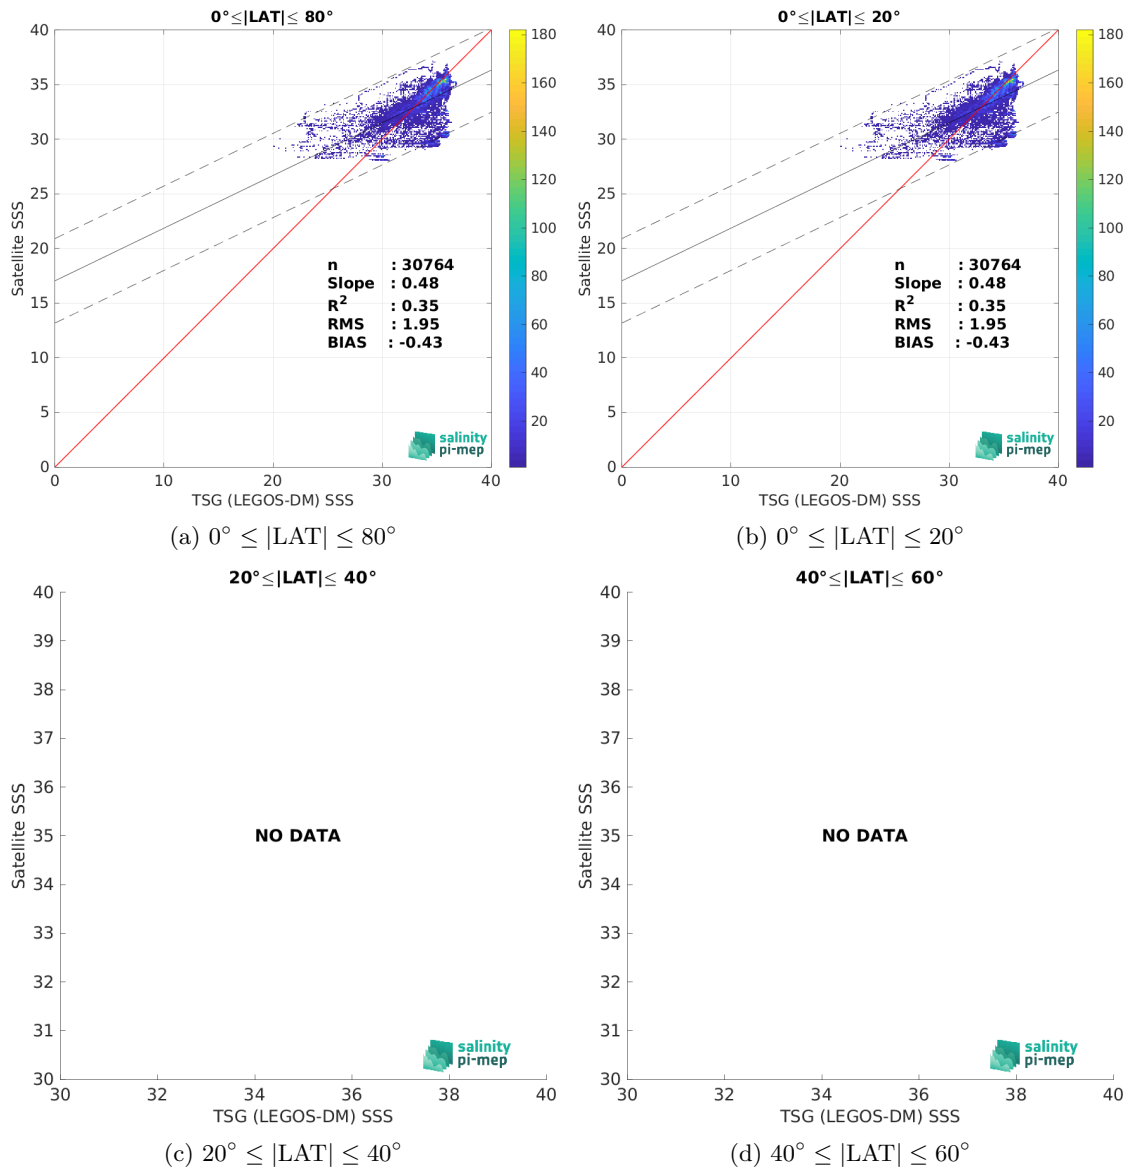 0°≤|LAT|≤ 80°
40
35
30
25
20
15
10
5
0
Satellite SSS
n : 30764
Slope : 0.48
R² : 0.35
RMS : 1.95
BIAS : -0.43
salinity
pi-mep
0 10 20 30 40
TSG (LEGOS-DM) SSS
180
160
140
120
100
80
60
40
20
(a) 0° ≤ |LAT| ≤ 80°
0°≤|LAT|≤ 20°
40
35
30
25
20
15
10
5
0
Satellite SSS
n : 30764
Slope : 0.48
R² : 0.35
RMS : 1.95
BIAS : -0.43
salinity
pi-mep
0 10 20 30 40
TSG (LEGOS-DM) SSS
180
160
140
120
100
80
60
40
20
(b) 0° ≤ |LAT| ≤ 20°
20°≤|LAT|≤ 40°
40
39
38
37
36
35
34
33
32
31
30
Satellite SSS
NO DATA
salinity
pi-mep
30 32 34 36 38 40
TSG (LEGOS-DM) SSS
(c) 20° ≤ |LAT| ≤ 40°
40°≤|LAT|≤ 60°
40
39
38
37
36
35
34
33
32
31
30
Satellite SSS
NO DATA
salinity
pi-mep
30 32 34 36 38 40
TSG (LEGOS-DM) SSS
(d) 40° ≤ |LAT| ≤ 60°